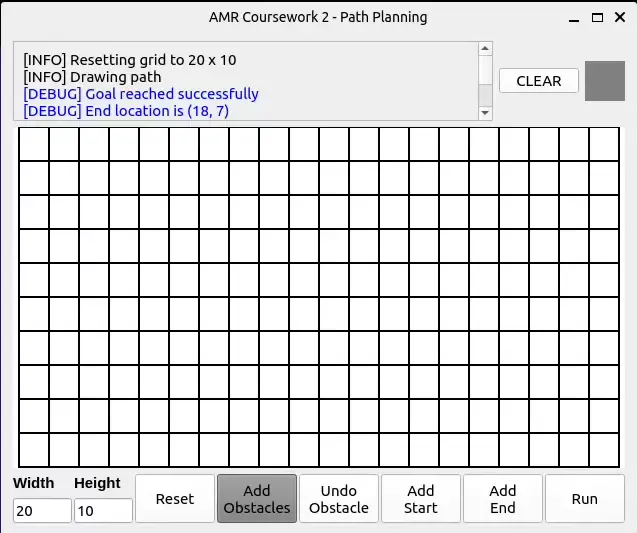 AMR Coursework 2 - Path Planning
[INFO] Resetting grid to 20 x 10
[INFO] Drawing path
[DEBUG] Goal reached successfully
[DEBUG] End location is (18, 7)
CLEAR
Width
Height
20
10
Reset
Add
Obstacles
Undo
Obstacle
Add
Start
Add
End
Run